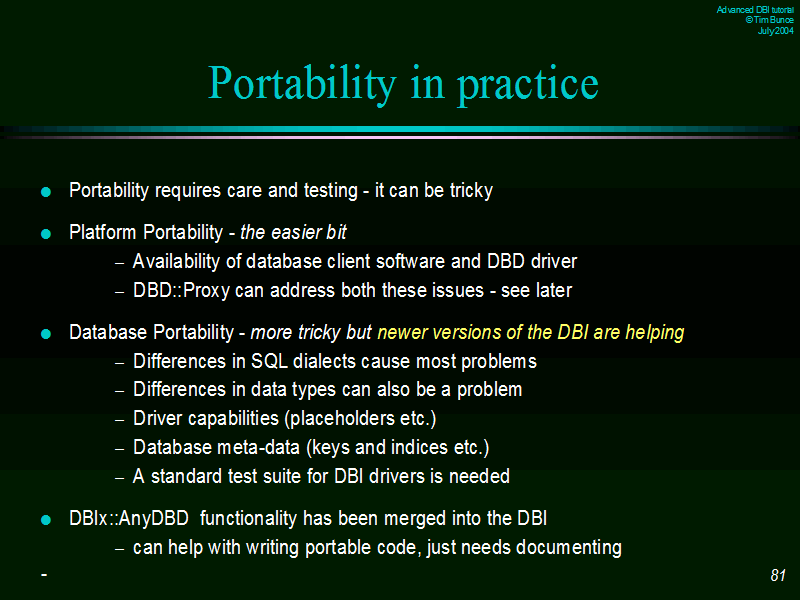 Advanced DBI tutorial
© Tim Bunce
July 2004
Portability in practice
● Portability requires care and testing - it can be tricky
● Platform Portability - the easier bit
– Availability of database client software and DBD driver
– DBD::Proxy can address both these issues - see later
● Database Portability - more tricky but newer versions of the DBI are helping
– Differences in SQL dialects cause most problems
– Differences in data types can also be a problem
– Driver capabilities (placeholders etc.)
– Database meta-data (keys and indices etc.)
– A standard test suite for DBI drivers is needed
● DBIx::AnyDBD functionality has been merged into the DBI
– can help with writing portable code, just needs documenting
-
81